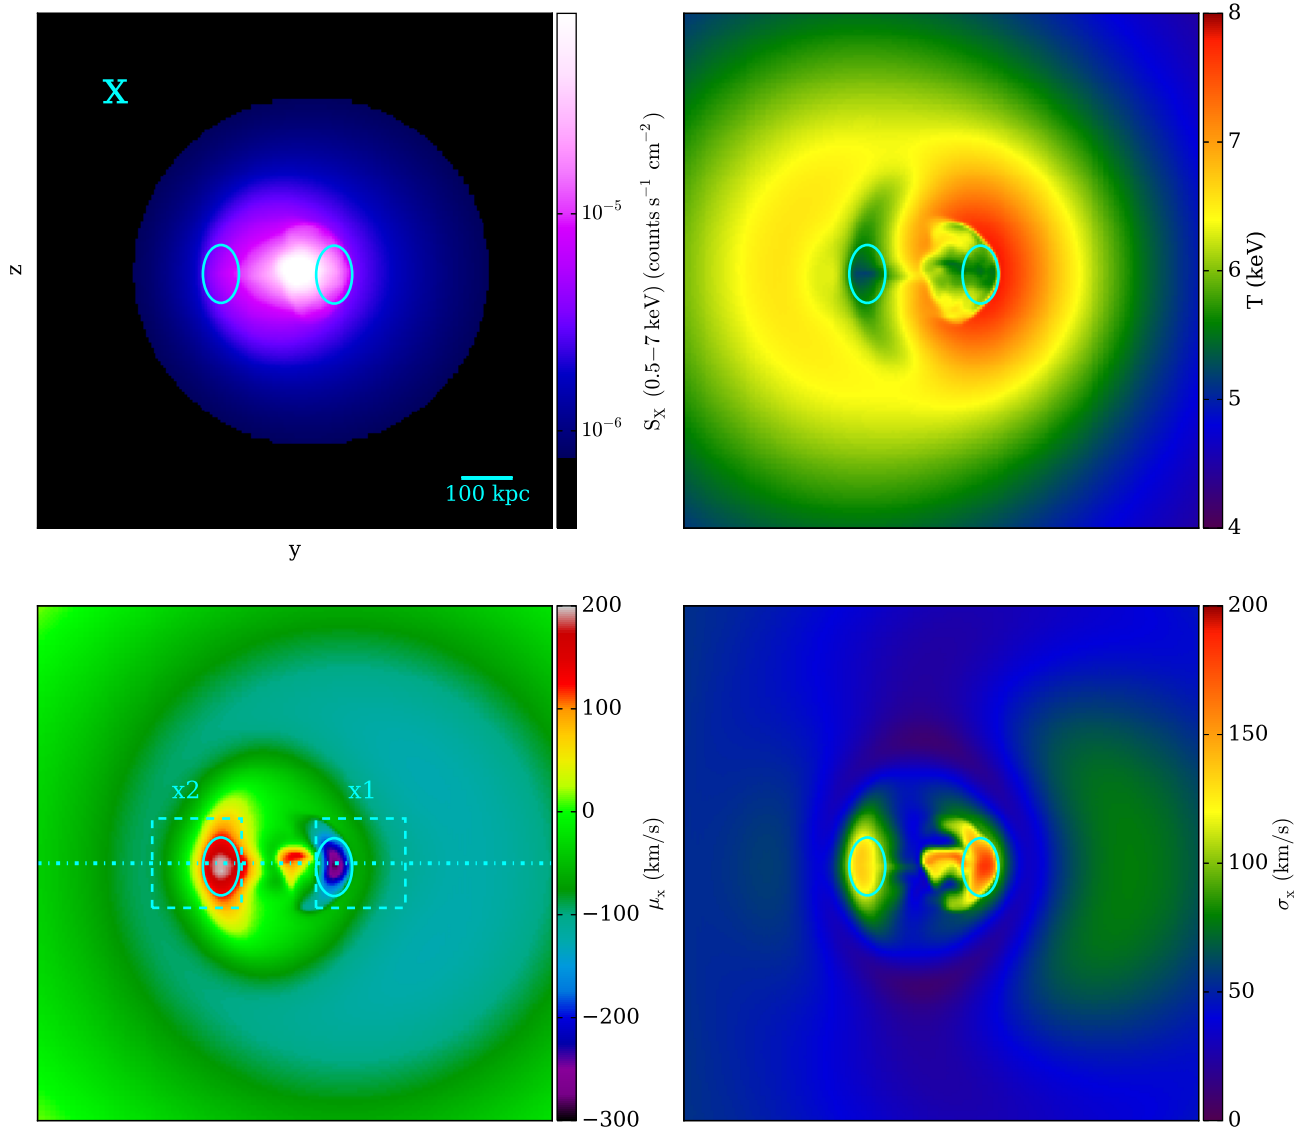 x
z
y
100 kpc
10⁻⁵
10⁻⁶
S_X (0.5−7 keV) (counts s⁻¹ cm⁻²)
8
7
6
5
4
T (keV)
x2
x1
200
100
0
−100
−200
−300
μ_x (km/s)
200
150
100
50
0
σ_x (km/s)